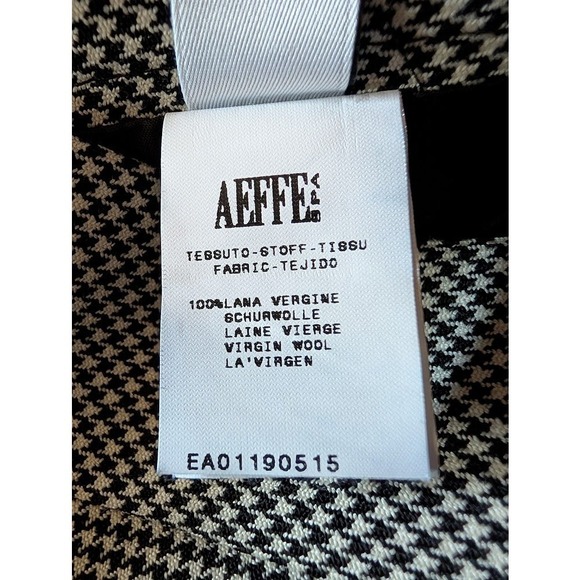 AEFFE SPA
TESSUTO-STOFF-TISSU
FABRIC-TEJIDO
100%LANA VERGINE
SCHURWOLLE
LAINE VIERGE
VIRGIN WOOL
LA'VIRGEN
EA01190515